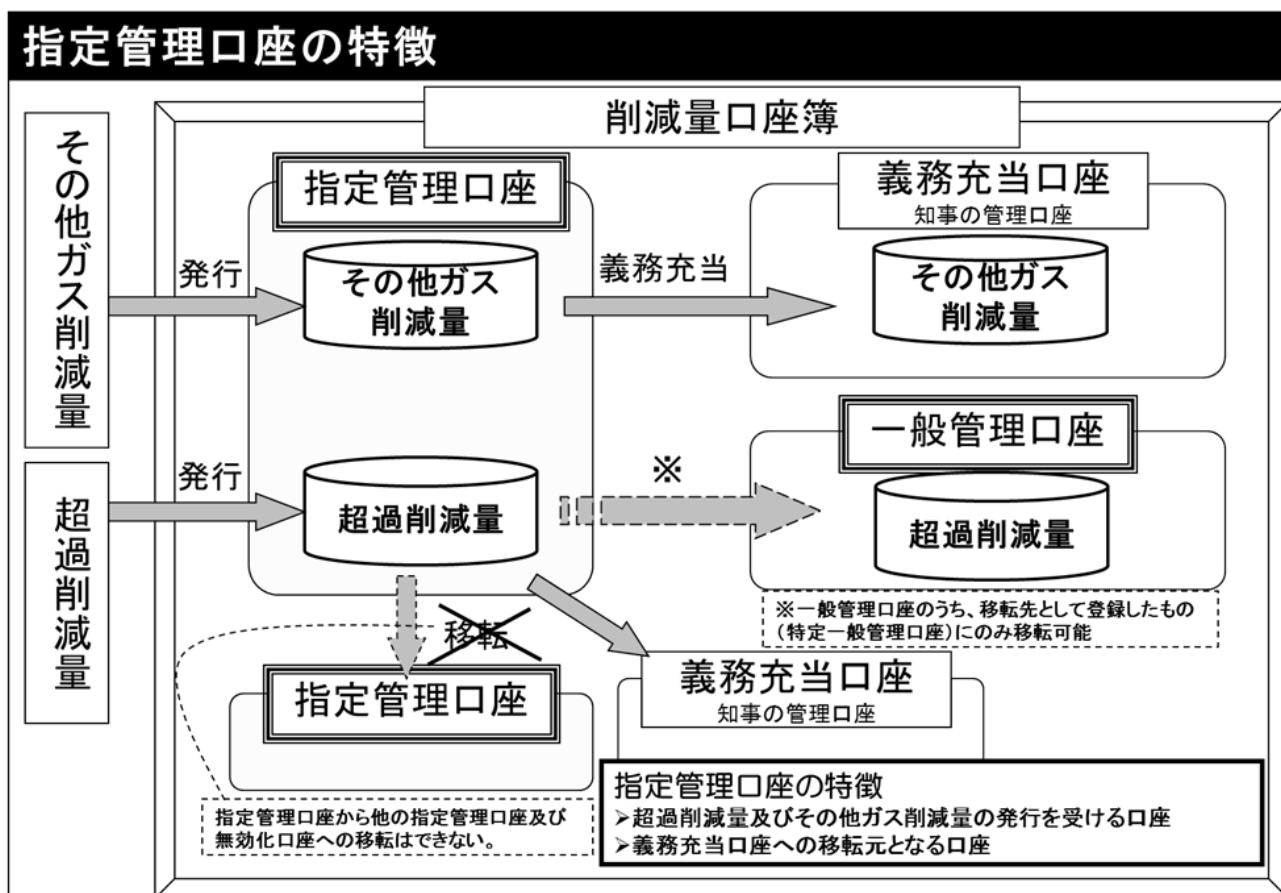 指定管理口座の特徴
削減量口座簿
その他ガス削減量
超過削減量
指定管理口座
発行
その他ガス
削減量
義務充当
義務充当口座
知事の管理口座
その他ガス
削減量
発行
超過削減量
※
一般管理口座
超過削減量
※一般管理口座のうち、移転先として登録したもの
（特定一般管理口座）にのみ移転可能
移転
指定管理口座
義務充当口座
知事の管理口座
指定管理口座から他の指定管理口座及び
無効化口座への移転はできない。
指定管理口座の特徴
➢超過削減量及びその他ガス削減量の発行を受ける口座
➢義務充当口座への移転元となる口座